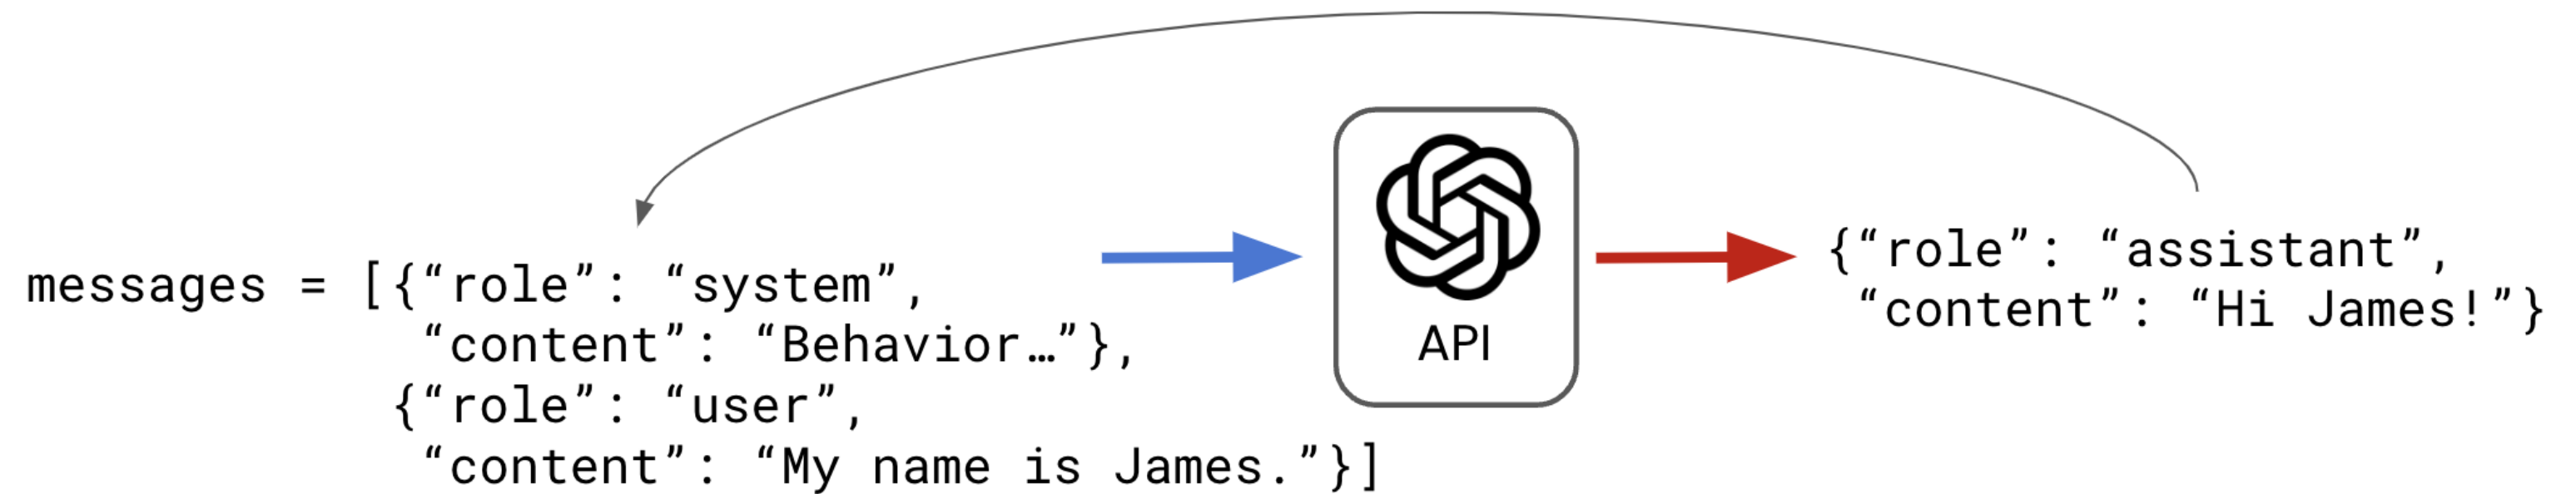 messages = [{“role”: “system”,
“content”: “Behavior…”},
{“role”: “user”,
“content”: “My name is James.”}]
API
{“role”: “assistant”,
“content”: “Hi James!”}